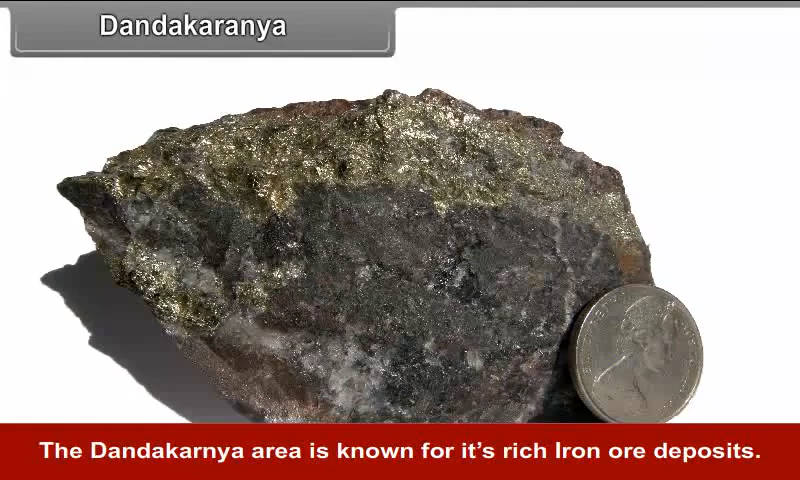 Dandakaranya
The Dandakarnya area is known for it’s rich Iron ore deposits.